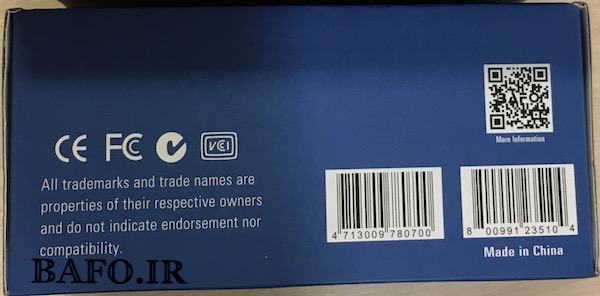 BAFO
More Information
CE FC VCI
All trademarks and trade names are
properties of their respective owners
and do not indicate endorsement nor
compatibility.
4 713009 780700
8 00991 23510 4
Made in China
BAFO.IR